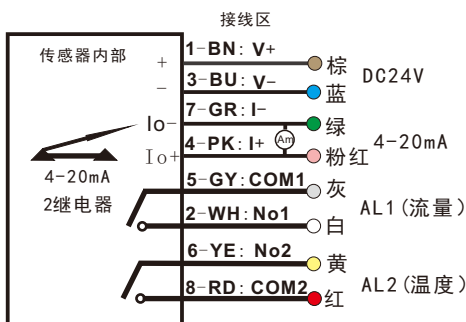 接线区
传感器内部
+ 1-BN: V+ 棕
DC24V
- 3-BU: V- 蓝
Io- 7-GR: I- 绿
Am 4-20mA
Io+ 4-PK: I+ 粉红
4-20mA
2继电器
5-GY: COM1 灰
AL1(流量)
2-WH: No1 白
6-YE: No2 黄
AL2(温度)
8-RD: COM2 红